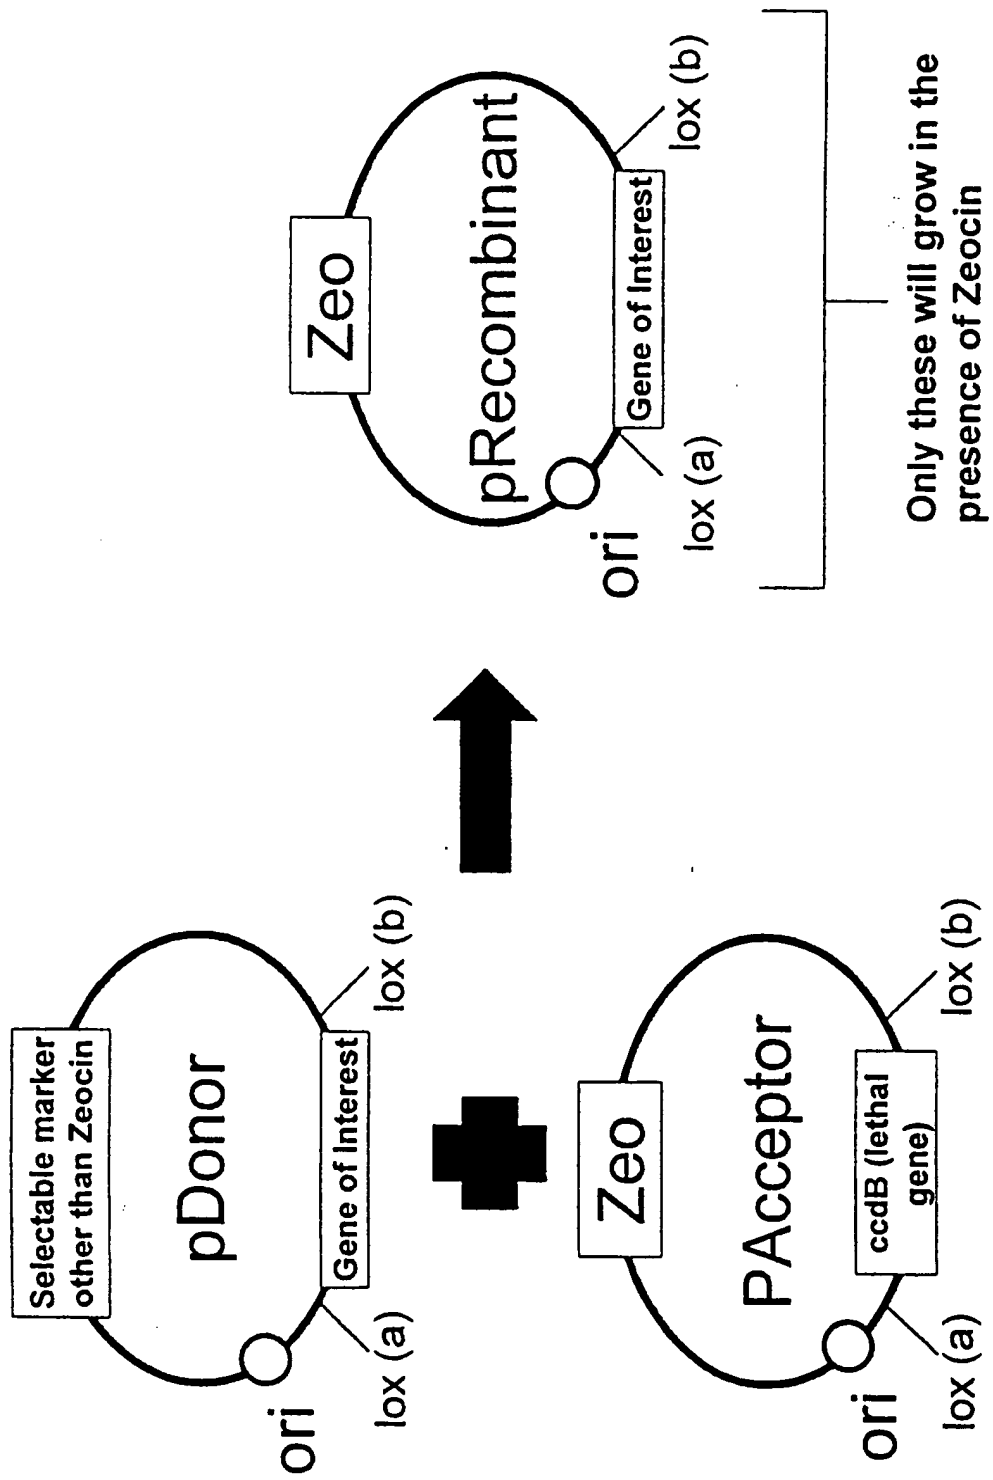 Selectable marker
other than Zeocin
pDonor
ori
lox (a)
Gene of Interest
lox (b)
Zeo
PAcceptor
ori
lox (a)
ccdB (lethal
gene)
lox (b)
Zeo
pRecombinant
ori
lox (a)
Gene of Interest
lox (b)
Only these will grow in the
presence of Zeocin